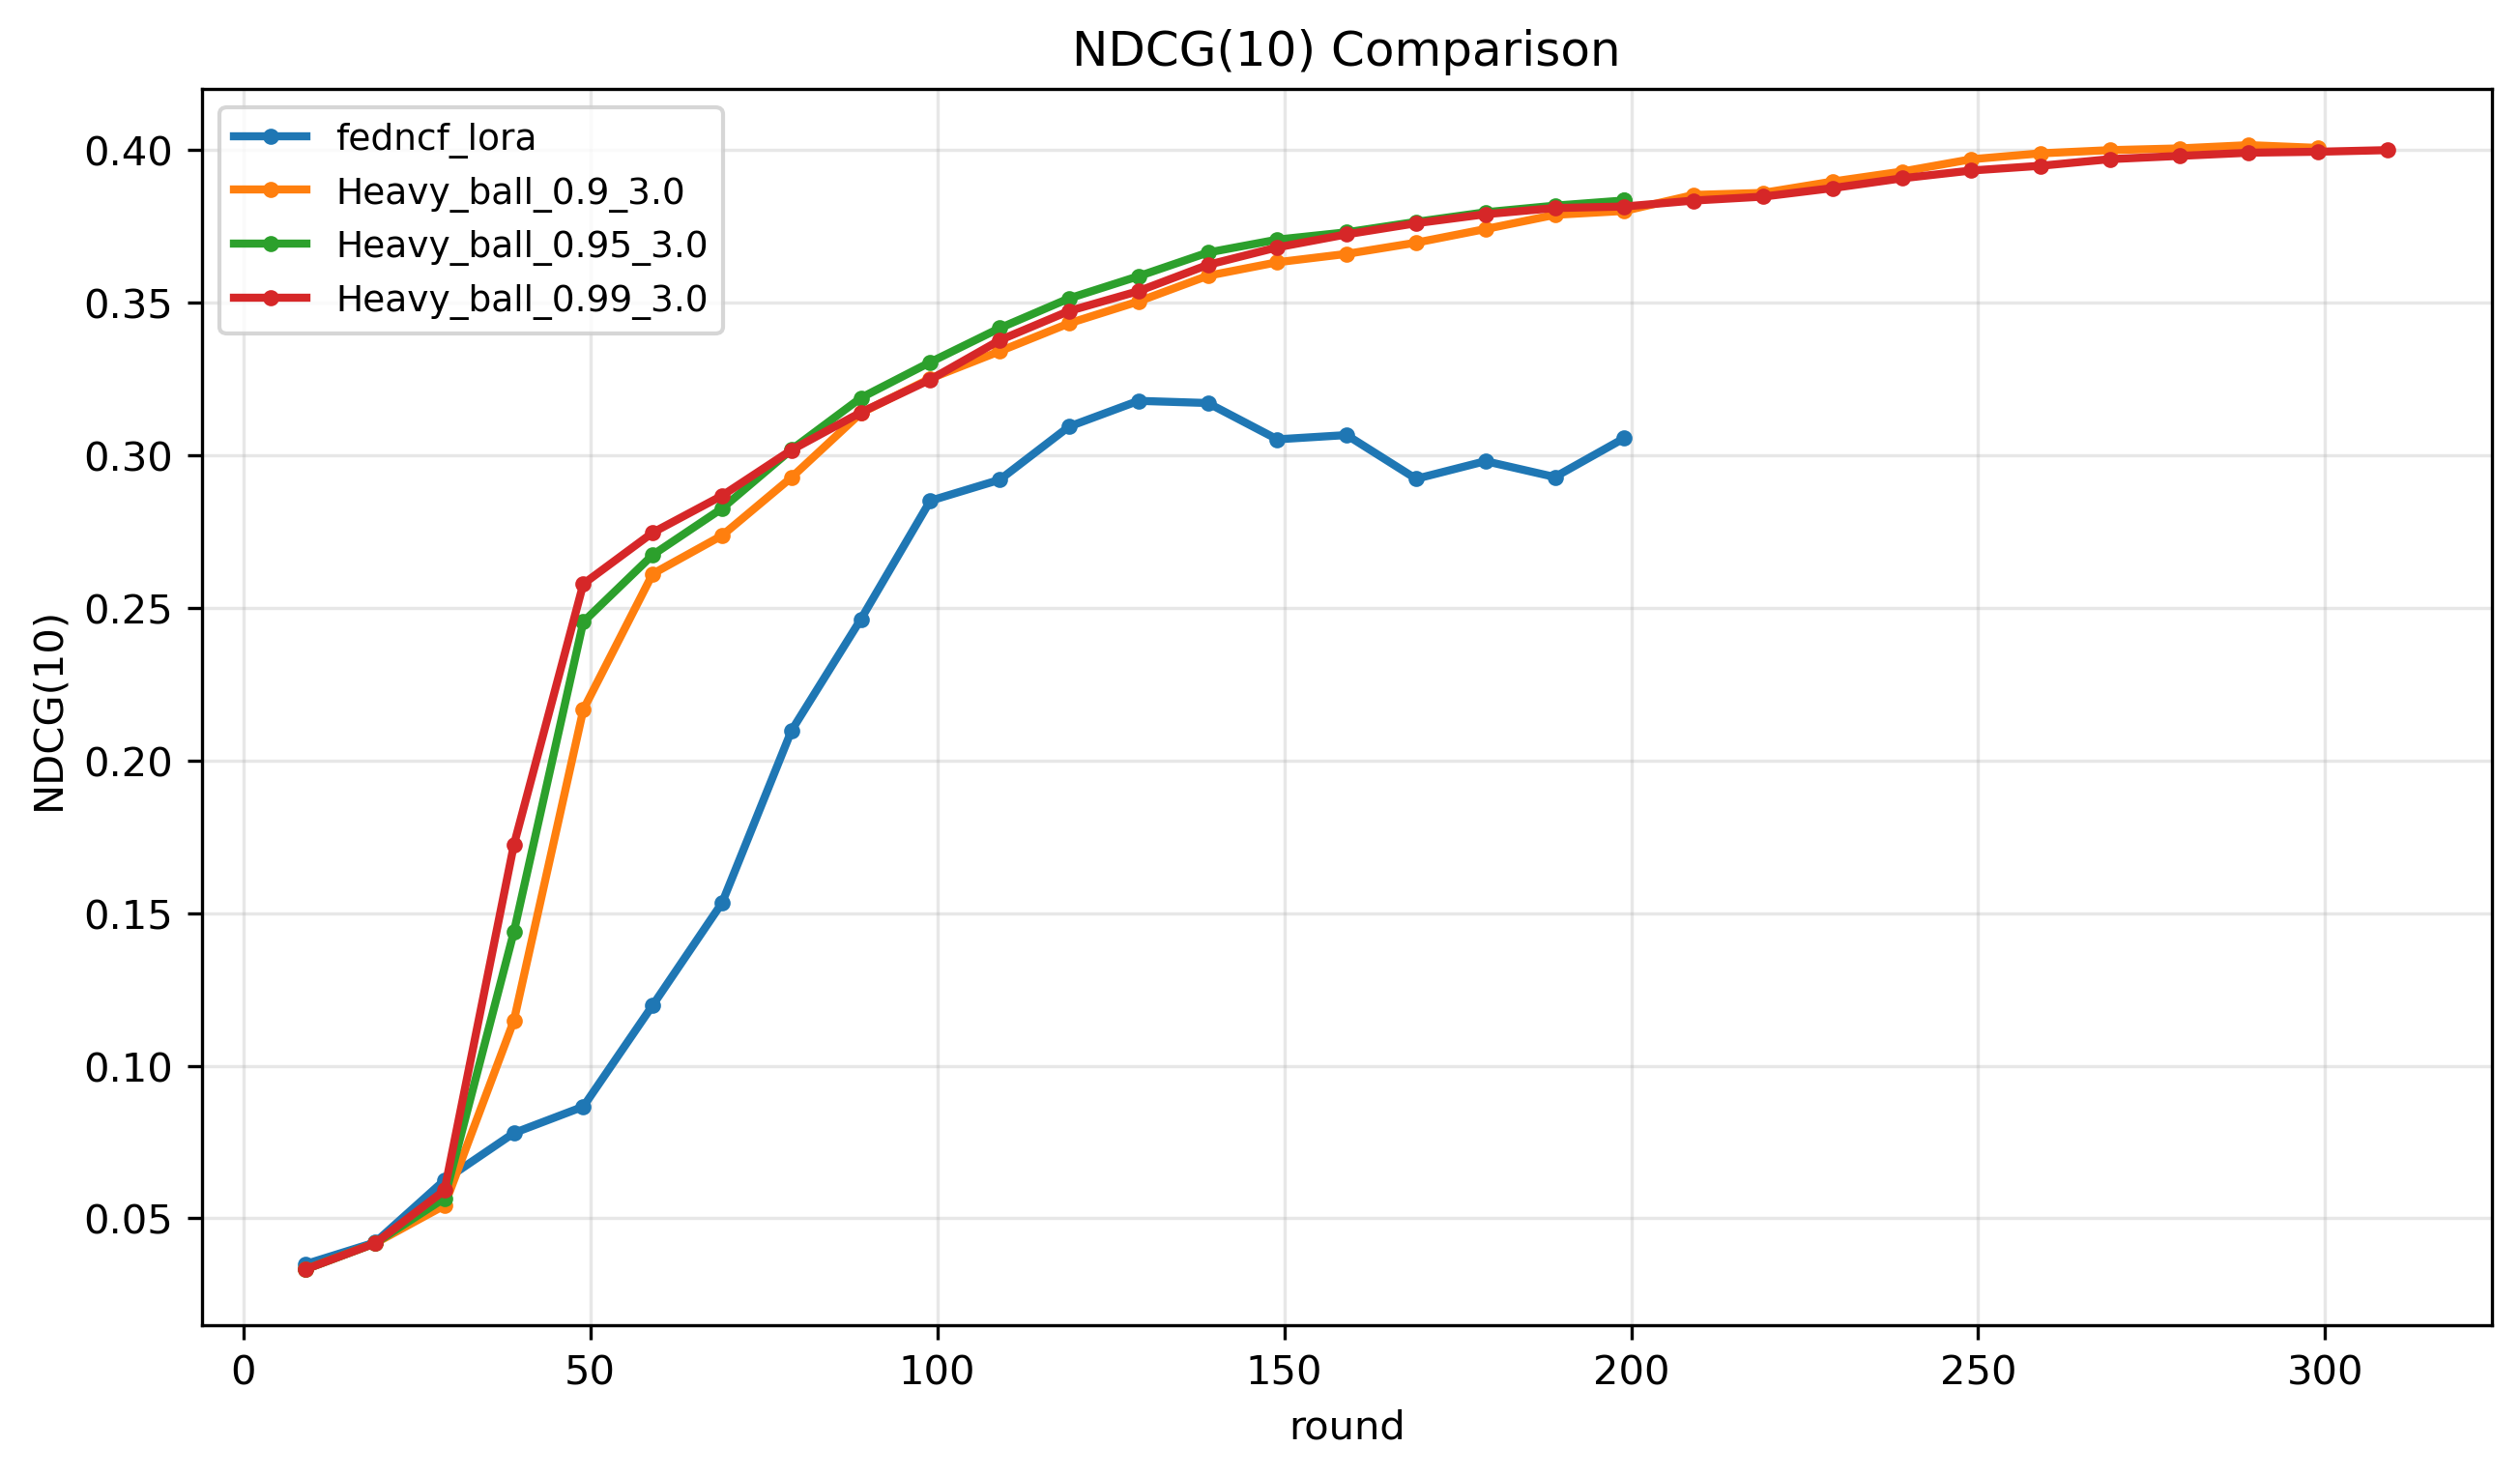 NDCG(10) Comparison
fedncf_lora
Heavy_ball_0.9_3.0
Heavy_ball_0.95_3.0
Heavy_ball_0.99_3.0
NDCG(10)
0.40
0.35
0.30
0.25
0.20
0.15
0.10
0.05
0 50 100 150 200 250 300
round